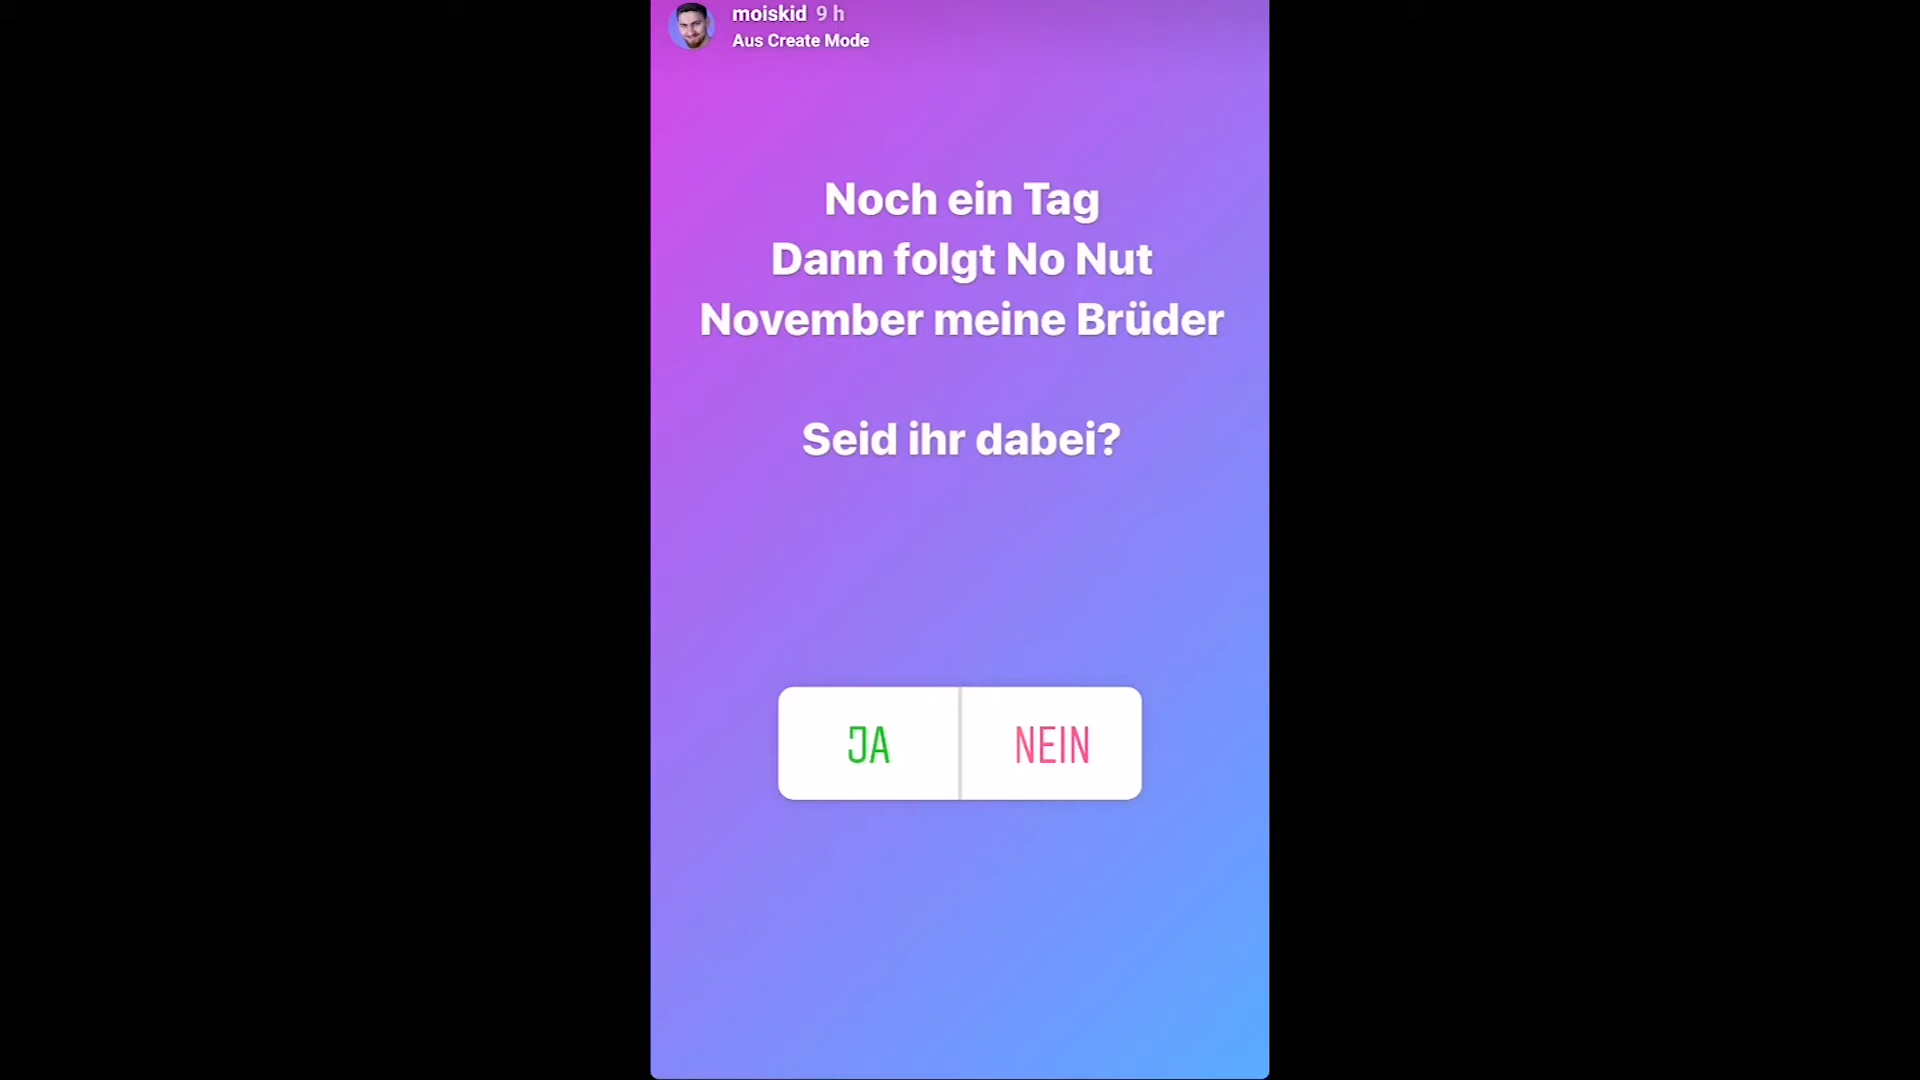 moiskid 9 h
Aus Create Mode
Noch ein Tag
Dann folgt No Nut
November meine Brüder
Seid ihr dabei?
JA NEIN